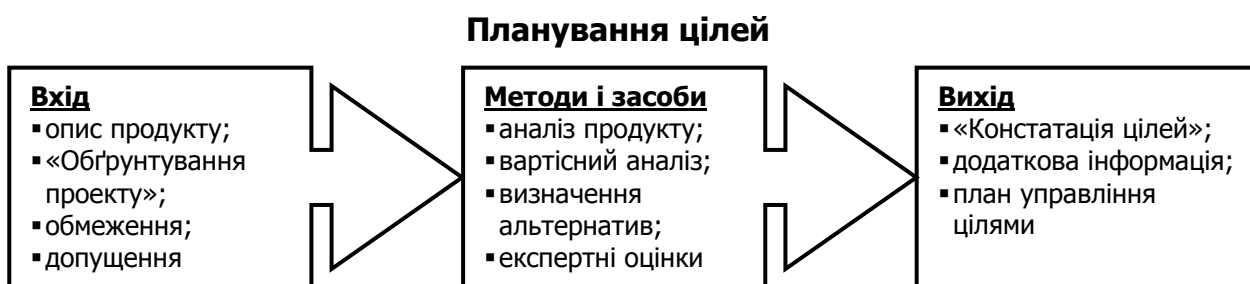 Планування цілей
Вхід
▪опис продукту;
▪«Обґрунтування
проекту»;
▪обмеження;
▪допущення
Методи і засоби
▪аналіз продукту;
▪вартісний аналіз;
▪визначення
альтернатив;
▪експертні оцінки
Вихід
▪«Констатація цілей»;
▪додаткова інформація;
▪план управління
цілями